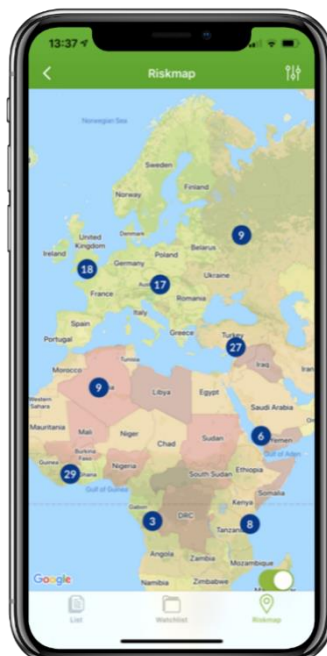 13:37
Riskmap
Norwegian Sea
Sweden
Finland
Norway
United
Kingdom
Denmark
Ireland
Belarus
9
Poland
18
Germany
17
Ukraine
France
Romania
Italy
Spain
Greece
Turkey
Portugal
27
Tunisia
Iraq
Iran
Morocco
9
Libya
Egypt
Western
Sahara
Saudi Arabia
Mauritania
Mali
Niger
6
Yemen
Chad
Sudan
Burkina
Faso
Gulf of Aden
Guinea
29
Ghana
Nigeria
South Sudan
Ethiopia
Somalia
Gulf of Guinea
Gabon
Kenya
3
DRC
8
Tanzania
Angola
Zambia
Mozambique
Google
Namibia
Zimbabwe
List
Watchlist
Riskmap